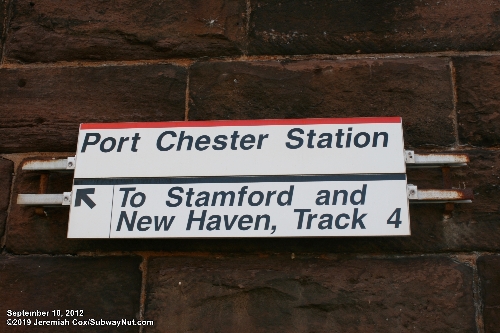 Port Chester Station
To Stamford and
New Haven, Track 4
September 10, 2012
©2019 Jeremiah Cox/SubwayNut.com